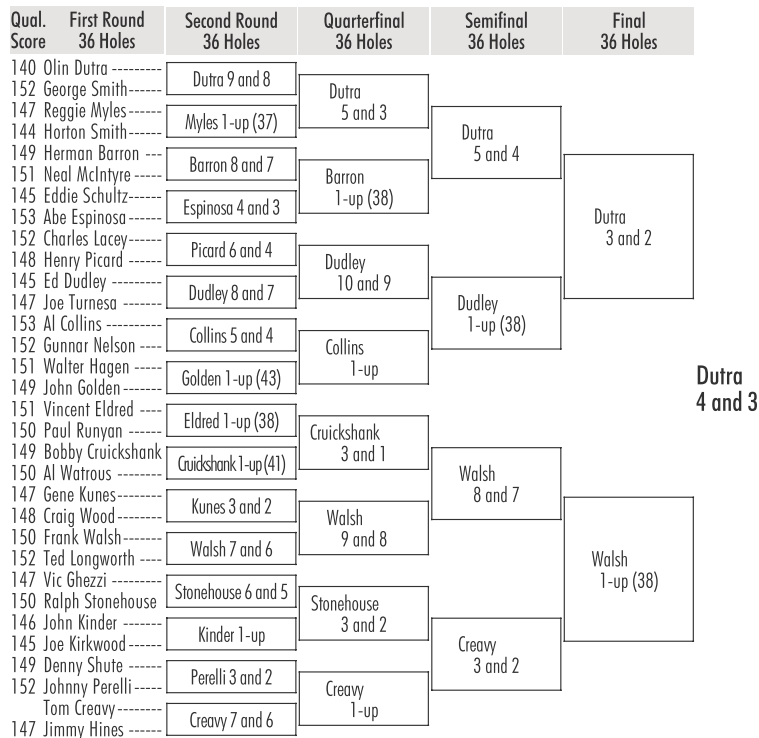 Qual. Score First Round 36 Holes Second Round 36 Holes Quarterfinal 36 Holes Semifinal 36 Holes Final 36 Holes
140 Olin Dutra ---------
152 George Smith------
147 Reggie Myles------
144 Horton Smith------
149 Herman Barron ---
151 Neal McIntyre------
145 Eddie Schultz------
153 Abe Espinosa ------
152 Charles Lacey------
148 Henry Picard ------
145 Ed Dudley --------
147 Joe Turnesa -------
153 Al Collins ----------
152 Gunnar Nelson ----
151 Walter Hagen -----
149 John Golden-------
151 Vincent Eldred ----
150 Paul Runyan ------
149 Bobby Cruickshank
150 Al Watrous --------
147 Gene Kunes-------
148 Craig Wood--------
150 Frank Walsh-------
152 Ted Longworth ----
147 Vic Ghezzi --------
150 Ralph Stonehouse
146 John Kinder -------
145 Joe Kirkwood------
149 Denny Shute ------
152 Johnny Perelli-----
Tom Creavy--------
147 Jimmy Hines ------
Dutra 9 and 8
Myles 1-up (37)
Barron 8 and 7
Espinosa 4 and 3
Picard 6 and 4
Dudley 8 and 7
Collins 5 and 4
Golden 1-up (43)
Eldred 1-up (38)
Cruickshank 1-up (41)
Kunes 3 and 2
Walsh 7 and 6
Stonehouse 6 and 5
Kinder 1-up
Perelli 3 and 2
Creavy 7 and 6
Dutra
5 and 3
Barron
1-up (38)
Dudley
10 and 9
Collins
1-up
Cruickshank
3 and 1
Walsh
9 and 8
Stonehouse
3 and 2
Creavy
1-up
Dutra
5 and 4
Dudley
1-up (38)
Walsh
8 and 7
Creavy
3 and 2
Dutra
3 and 2
Walsh
1-up (38)
Dutra
4 and 3